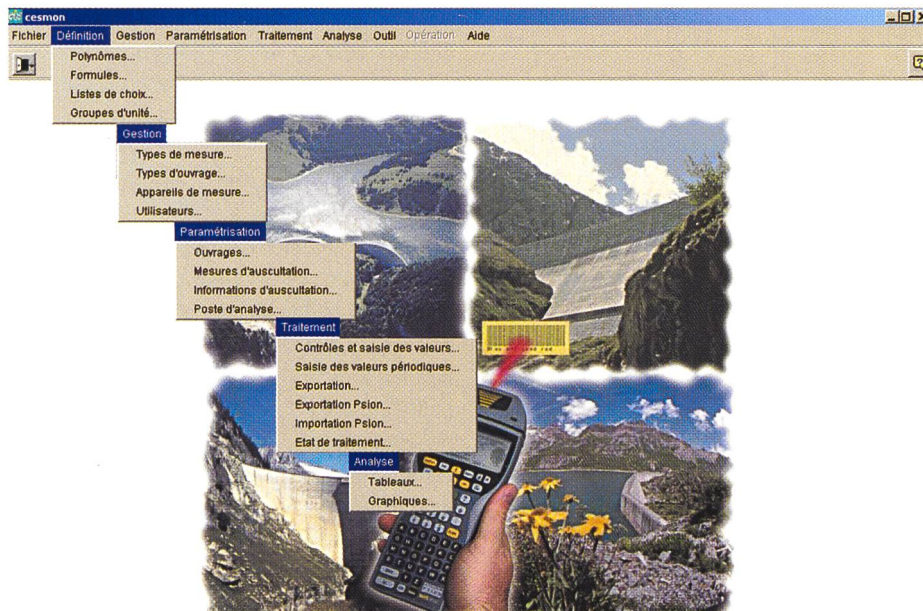 cesmon
Fichier Définition Gestion Paramétrisation Traitement Analyse Outil Opération Aide
Polynômes...
Formules...
Listes de choix...
Groupes d'unité...
Gestion
Types de mesure...
Types d'ouvrage...
Appareils de mesure...
Utilisateurs...
Paramétrisation
Ouvrages...
Mesures d'auscultation...
Informations d'auscultation...
Poste d'analyse...
Traitement
Contrôles et saisie des valeurs...
Saisie des valeurs périodiques...
Exportation...
Exportation Psion...
Importation Psion...
Etat de traitement...
Analyse
Tableaux...
Graphiques...